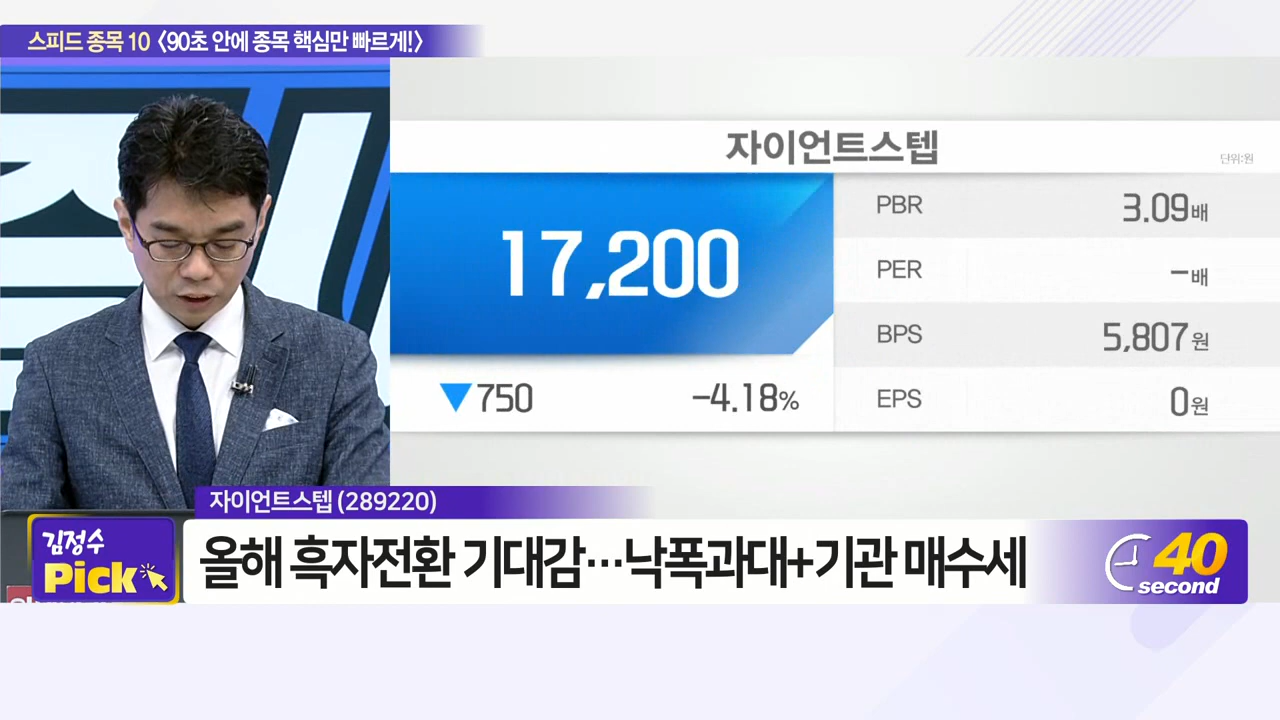 스피드 종목 10 〈90초 안에 종목 핵심만 빠르게!〉
자이언트스텝
단위:원
17,200
▼750 -4.18%
PBR 3.09배
PER -배
BPS 5,807원
EPS 0원
자이언트스텝 (289220)
김정수
Pick
올해 흑자전환 기대감…낙폭과대+기관 매수세
40
second